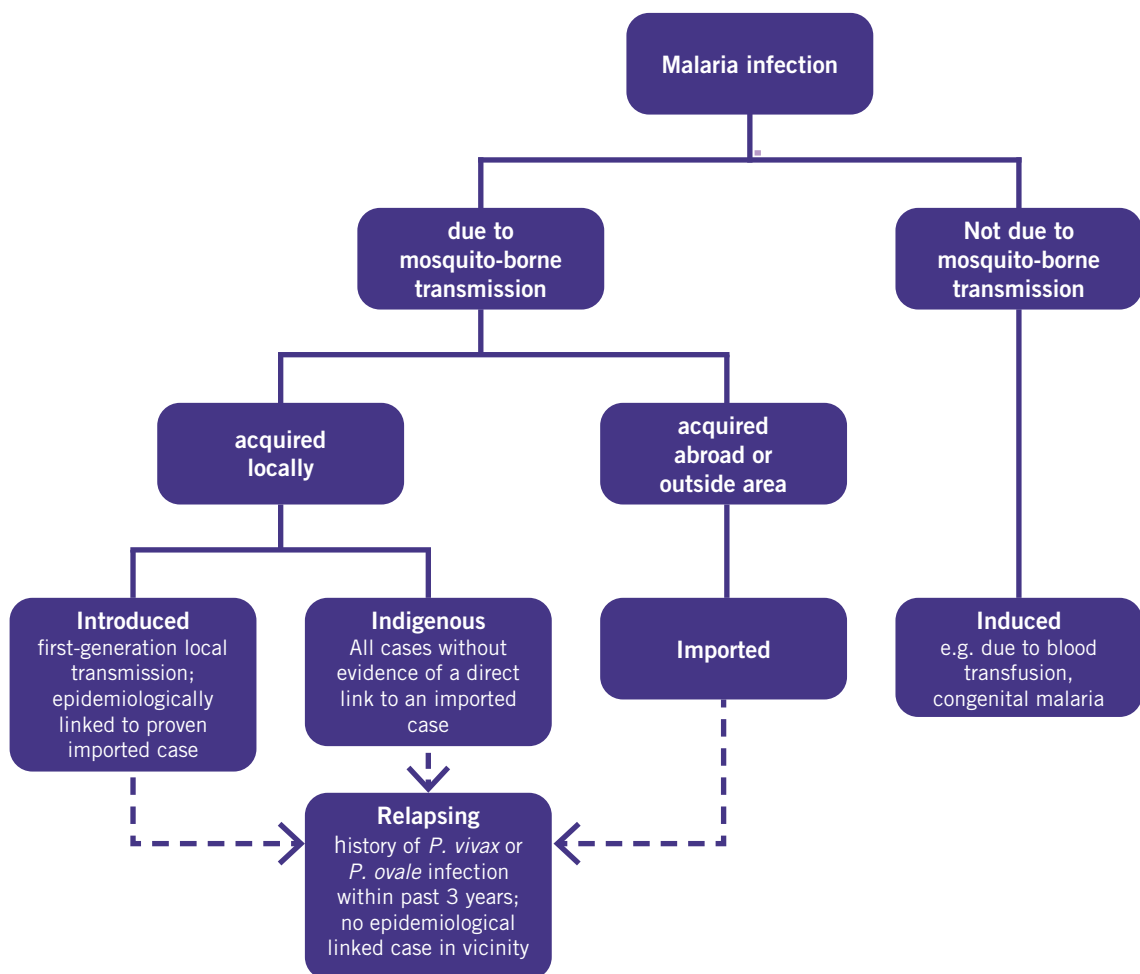 Malaria infection
due to
mosquito-borne
transmission
Not due to
mosquito-borne
transmission
acquired
locally
acquired
abroad or
outside area
Introduced
first-generation local
transmission;
epidemiologically
linked to proven
imported case
Indigenous
All cases without
evidence of a direct
link to an imported
case
Imported
Induced
e.g. due to blood
transfusion,
congenital malaria
Relapsing
history of P. vivax or
P. ovale infection
within past 3 years;
no epidemiological
linked case in vicinity